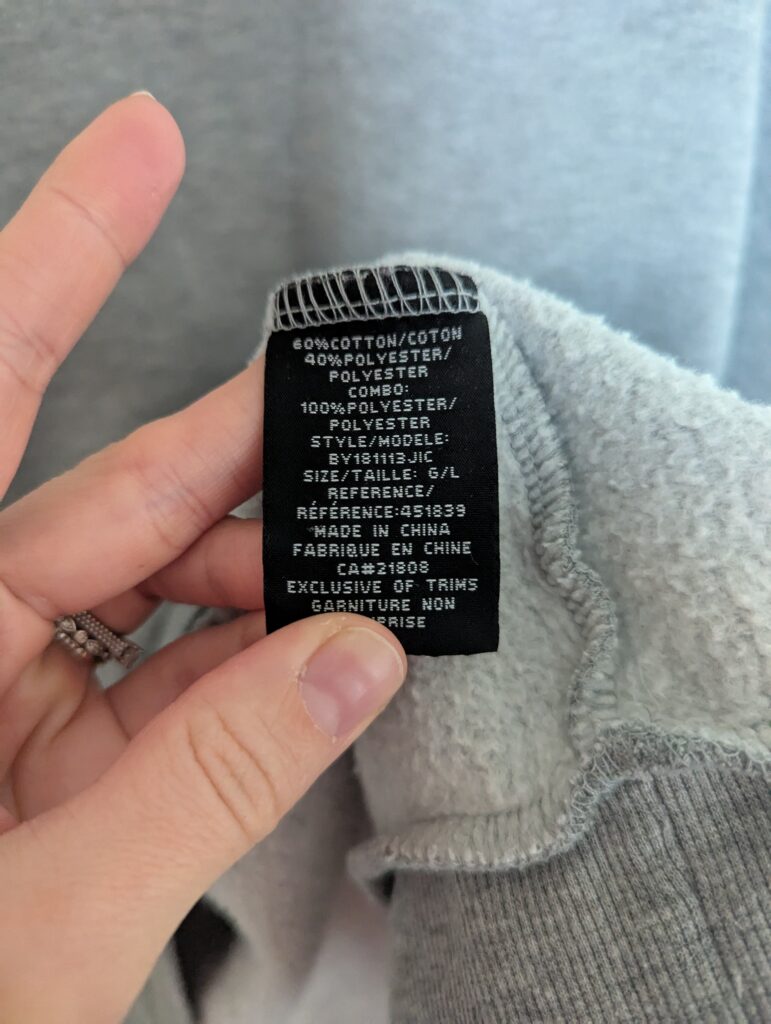 60%COTTON/COTON
40%POLYESTER/
POLYESTER
COMBO:
100%POLYESTER/
POLYESTER
STYLE/MODELE:
BY181113JIC
SIZE/TAILLE: G/L
REFERENCE/
RÉFÉRENCE:451839
MADE IN CHINA
FABRIQUE EN CHINE
CA#21808
EXCLUSIVE OF TRIMS
GARNITURE NON
PRISE